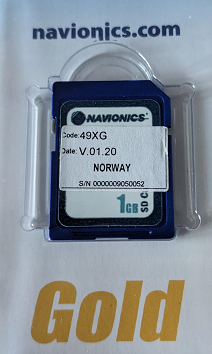 navionics.com
NAVIONICS
Code: 49XG
Date: V.01.20
NORWAY
S/N 0000009050052
1GB
SD C
Gold